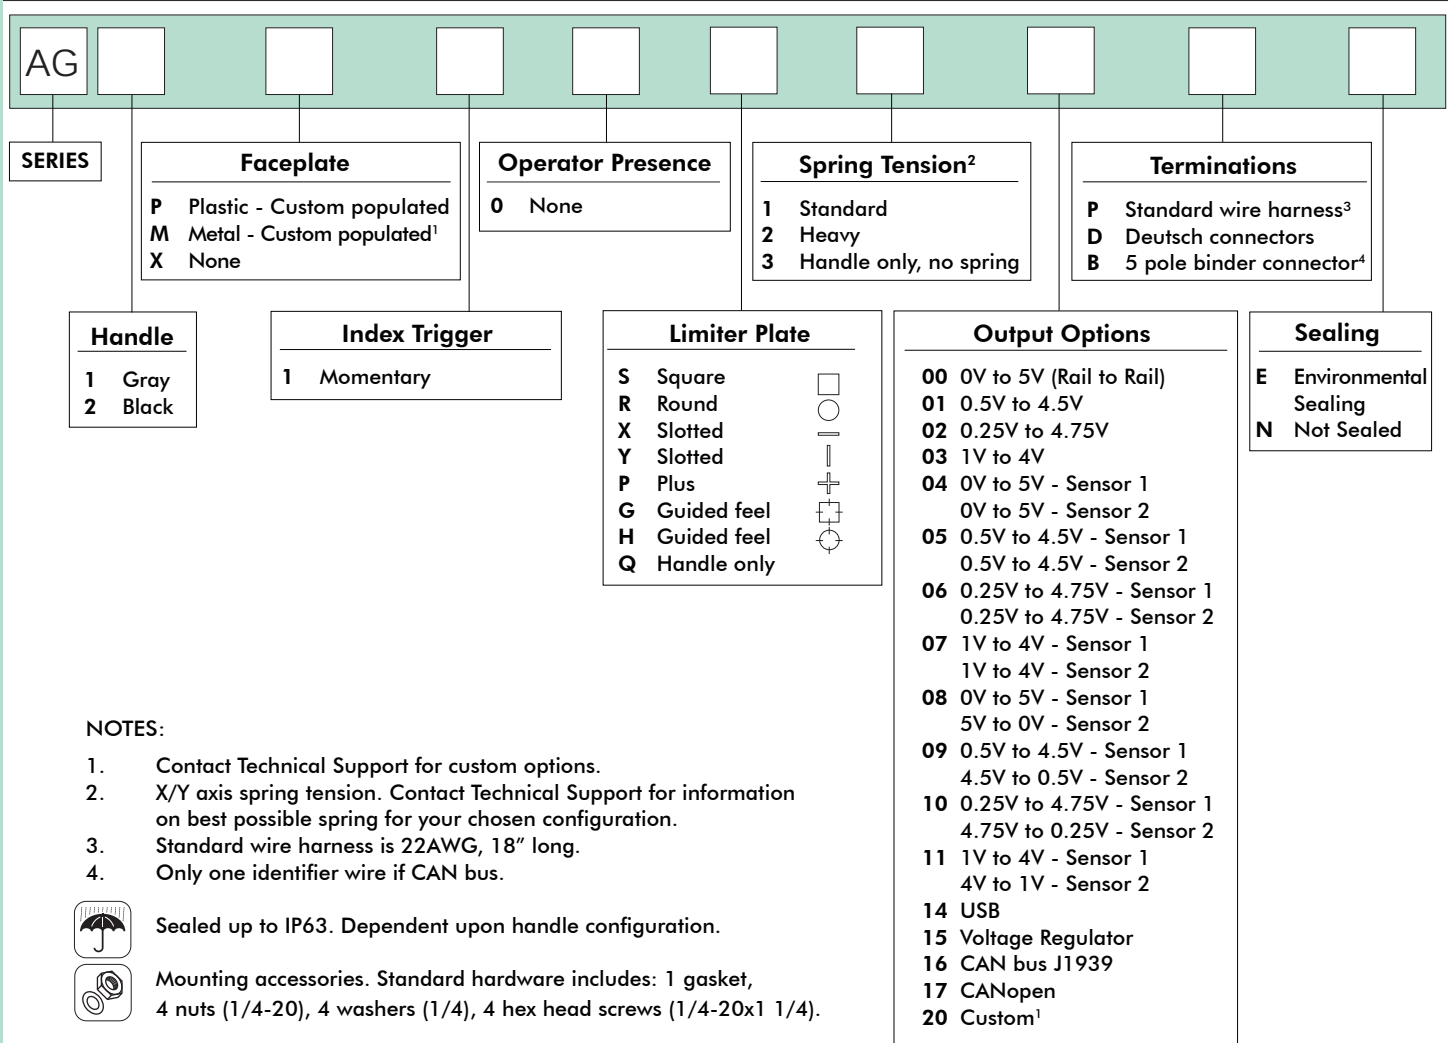 AG
SERIES
Faceplate
P Plastic - Custom populated
M Metal - Custom populated¹
X None
Operator Presence
0 None
Spring Tension²
1 Standard
2 Heavy
3 Handle only, no spring
Terminations
P Standard wire harness³
D Deutsch connectors
B 5 pole binder connector⁴
Handle
1 Gray
2 Black
Index Trigger
1 Momentary
Limiter Plate
S Square
R Round
X Slotted
Y Slotted
P Plus
G Guided feel
H Guided feel
Q Handle only
Output Options
00 0V to 5V (Rail to Rail)
01 0.5V to 4.5V
02 0.25V to 4.75V
03 1V to 4V
04 0V to 5V - Sensor 1
0V to 5V - Sensor 2
05 0.5V to 4.5V - Sensor 1
0.5V to 4.5V - Sensor 2
06 0.25V to 4.75V - Sensor 1
0.25V to 4.75V - Sensor 2
07 1V to 4V - Sensor 1
1V to 4V - Sensor 2
08 0V to 5V - Sensor 1
5V to 0V - Sensor 2
09 0.5V to 4.5V - Sensor 1
4.5V to 0.5V - Sensor 2
10 0.25V to 4.75V - Sensor 1
4.75V to 0.25V - Sensor 2
11 1V to 4V - Sensor 1
4V to 1V - Sensor 2
14 USB
15 Voltage Regulator
16 CAN bus J1939
17 CANopen
20 Custom¹
Sealing
E Environmental
Sealing
N Not Sealed
NOTES:
1. Contact Technical Support for custom options.
2. X/Y axis spring tension. Contact Technical Support for information
on best possible spring for your chosen configuration.
3. Standard wire harness is 22AWG, 18″ long.
4. Only one identifier wire if CAN bus.
Sealed up to IP63. Dependent upon handle configuration.
Mounting accessories. Standard hardware includes: 1 gasket,
4 nuts (1/4-20), 4 washers (1/4), 4 hex head screws (1/4-20x1 1/4).